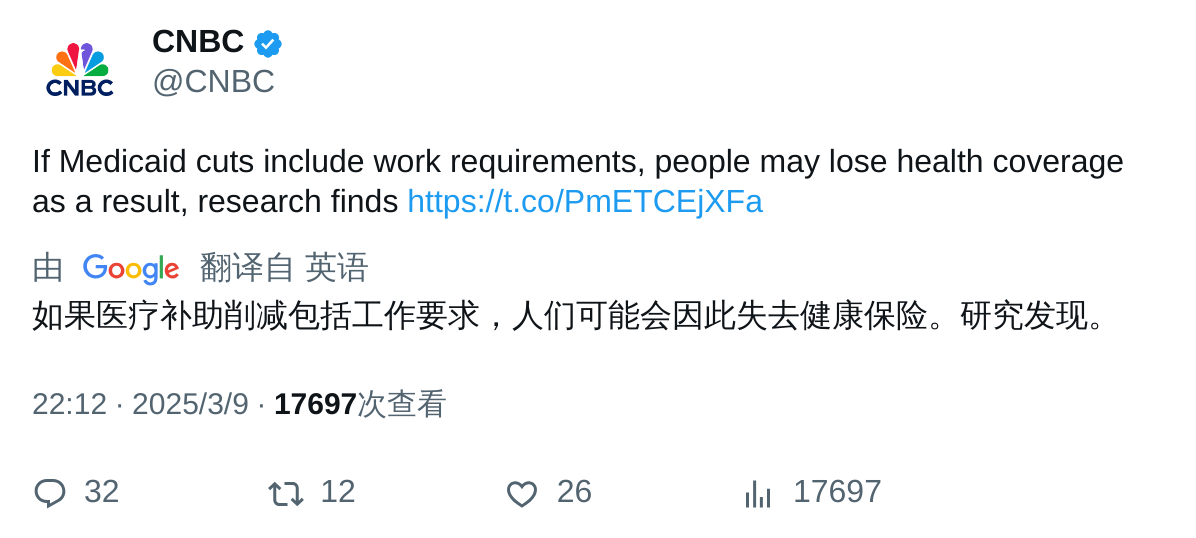 CNBC
CNBC
@CNBC
If Medicaid cuts include work requirements, people may lose health coverage
as a result, research finds https://t.co/PmETCEjXFa
由 Google 翻译自 英语
如果医疗补助削减包括工作要求，人们可能会因此失去健康保险。研究发现。
22:12 · 2025/3/9 · 17697次查看
32 12 26 17697